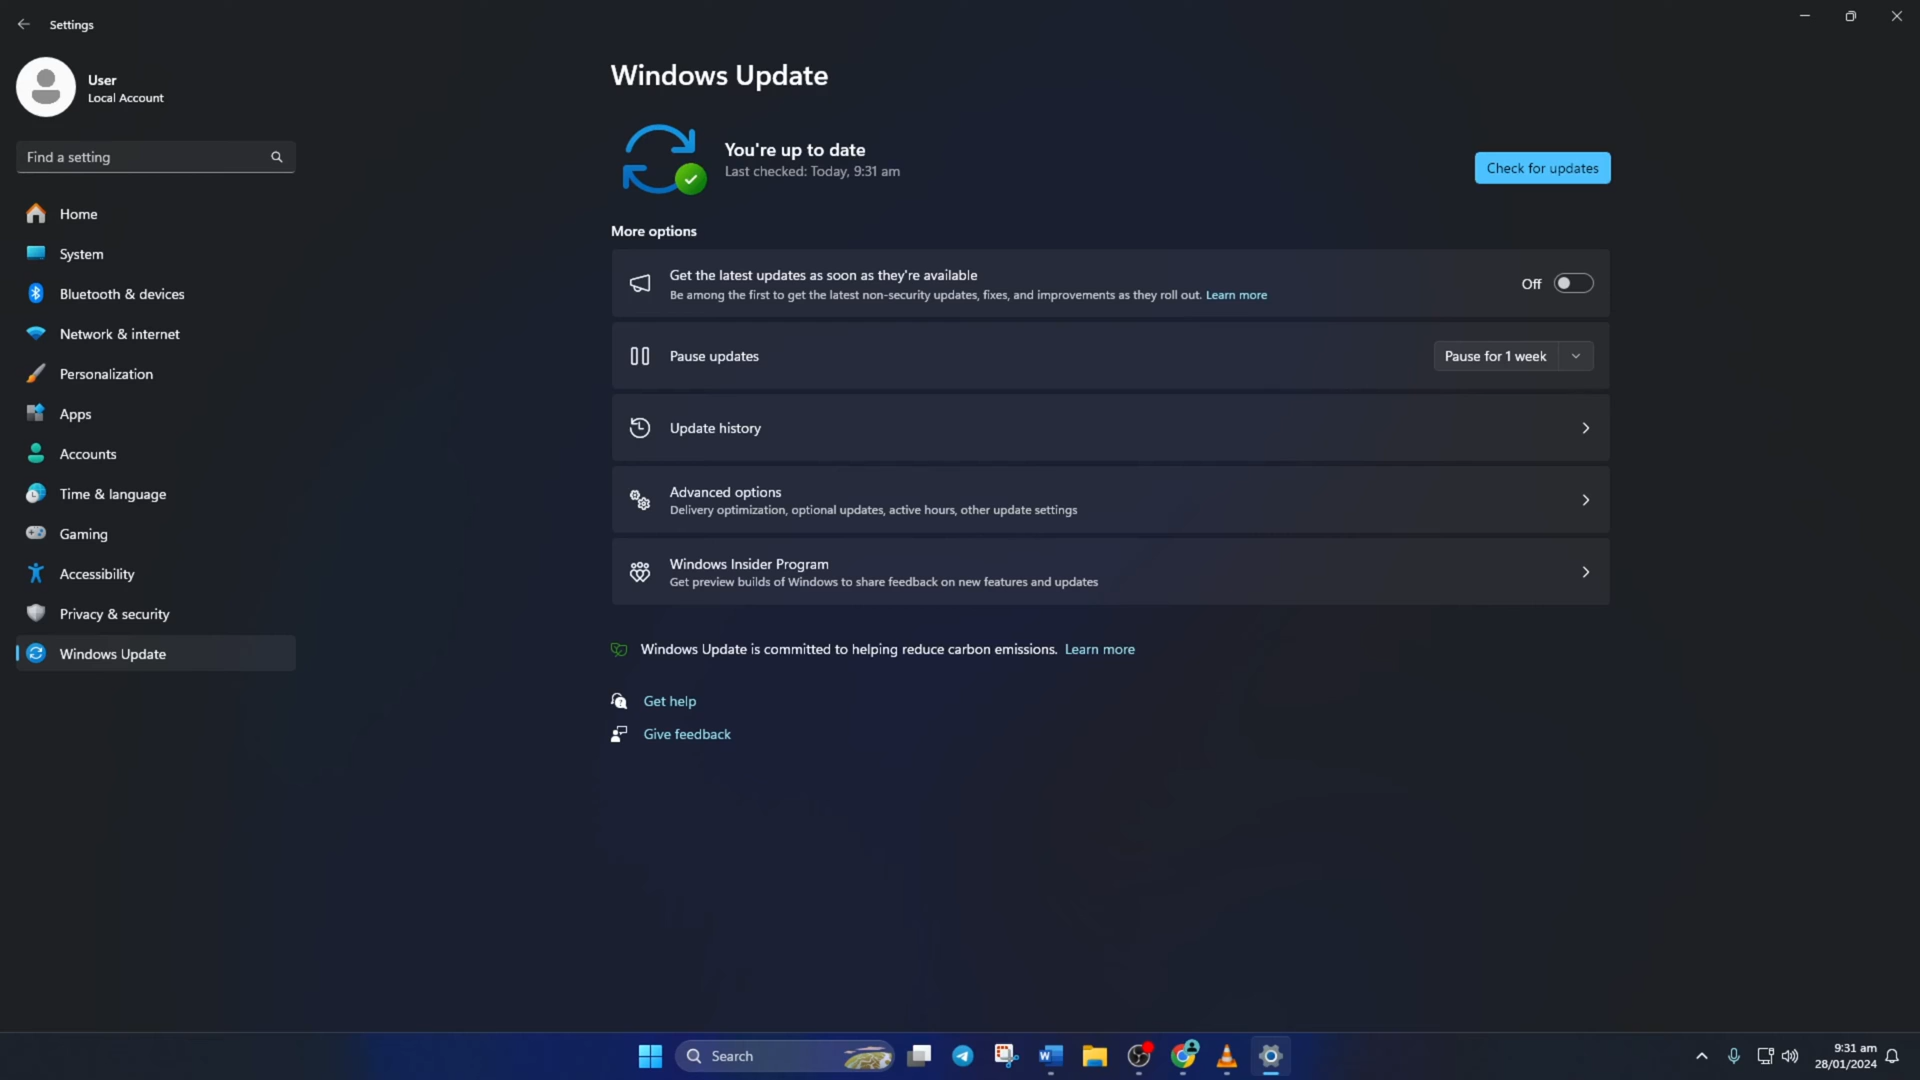 Settings
User
Local Account
Find a setting
Home
System
Bluetooth & devices
Network & internet
Personalization
Apps
Accounts
Time & language
Gaming
Accessibility
Privacy & security
Windows Update
Windows Update
You're up to date
Last checked: Today, 9:31 am
Check for updates
More options
Get the latest updates as soon as they're available
Be among the first to get the latest non-security updates, fixes, and improvements as they roll out. Learn more
Off
Pause updates
Pause for 1 week
Update history
Advanced options
Delivery optimization, optional updates, active hours, other update settings
Windows Insider Program
Get preview builds of Windows to share feedback on new features and updates
Windows Update is committed to helping reduce carbon emissions. Learn more
Get help
Give feedback
Search
9:31 am
28/01/2024